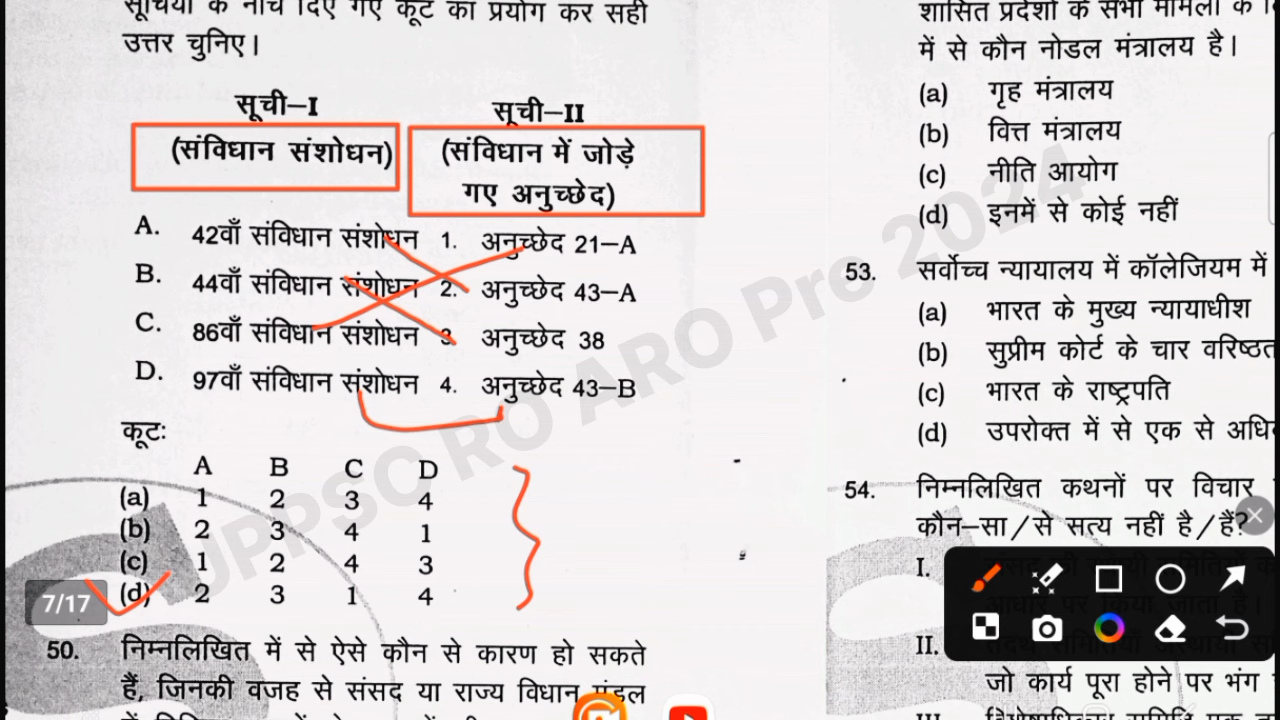 सूचियों के नीचे दिए गए कूट का प्रयोग कर सही
उत्तर चुनिए।
सूची–I
सूची–II
(संविधान संशोधन)
(संविधान में जोड़े
गए अनुच्छेद)
A. 42वाँ संविधान संशोधन 1. अनुच्छेद 21–A
B. 44वाँ संविधान संशोधन 2. अनुच्छेद 43–A
C. 86वाँ संविधान संशोधन 3. अनुच्छेद 38
D. 97वाँ संविधान संशोधन 4. अनुच्छेद 43–B
कूटः
A B C D
(a) 1 2 3 4
(b) 2 3 4 1
(c) 1 2 4 3
(d) 2 3 1 4
7/17
50. निम्नलिखित में से ऐसे कौन से कारण हो सकते
हैं, जिनकी वजह से संसद या राज्य विधान मंडल
शासित प्रदेशों के सभी मामलों के
में से कौन नोडल मंत्रालय है।
(a) गृह मंत्रालय
(b) वित्त मंत्रालय
(c) नीति आयोग
(d) इनमें से कोई नहीं
53. सर्वोच्च न्यायालय में कॉलेजियम में
(a) भारत के मुख्य न्यायाधीश
(b) सुप्रीम कोर्ट के चार वरिष्ठत
(c) भारत के राष्ट्रपति
(d) उपरोक्त में से एक से अधि
54. निम्नलिखित कथनों पर विचार
कौन–सा/से सत्य नहीं है/हैं?
I.
आधार पर किया जाता है।
II.
जो कार्य पूरा होने पर भंग
UPPSC RO ARO Pre 2024